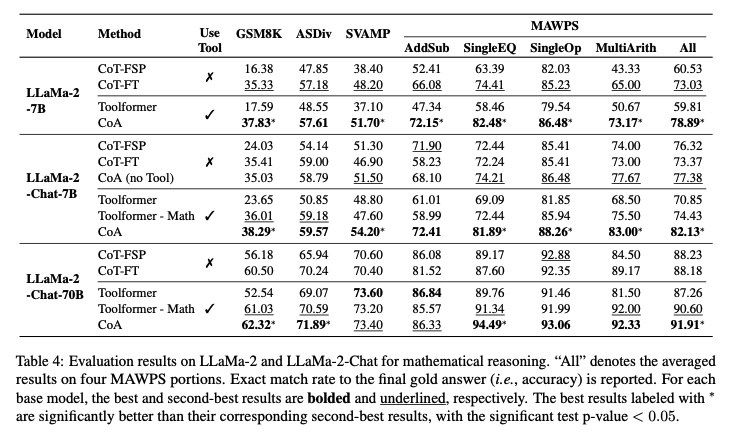 Model Method Use Tool GSM8K ASDiv SVAMP MAWPS
AddSub SingleEQ SingleOp MultiArith All
LLaMa-2 -7B
CoT-FSP ✗ 16.38 47.85 38.40 52.41 63.39 82.03 43.33 60.53
CoT-FT 35.33 57.18 48.20 66.08 74.41 85.23 65.00 73.03
Toolformer ✓ 17.59 48.55 37.10 47.34 58.46 79.54 50.67 59.81
CoA 37.83* 57.61 51.70* 72.15* 82.48* 86.48* 73.17* 78.89*
LLaMa-2 -Chat-7B
CoT-FSP 24.03 54.14 51.30 71.90 72.44 85.41 74.00 76.32
CoT-FT ✗ 35.41 59.00 46.90 58.23 72.24 85.41 73.00 73.37
CoA (no Tool) 35.03 58.79 51.50 68.10 74.21 86.48 77.67 77.38
Toolformer 23.65 50.85 48.80 61.01 69.09 81.85 68.50 70.85
Toolformer - Math ✓ 36.01 59.18 47.60 58.99 72.44 85.94 75.50 74.43
CoA 38.29* 59.57 54.20* 72.41 81.89* 88.26* 83.00* 82.13*
LLaMa-2 -Chat-70B
CoT-FSP ✗ 56.18 65.94 70.60 86.08 89.17 92.88 84.50 88.23
CoT-FT 60.50 70.24 70.40 81.52 87.60 92.35 89.17 88.18
Toolformer 52.54 69.07 73.60 86.84 89.76 91.46 81.50 87.26
Toolformer - Math ✓ 61.03 70.59 73.20 85.57 91.34 91.99 92.00 90.60
CoA 62.32* 71.89* 73.40 86.33 94.49* 93.06 92.33 91.91*
Table 4: Evaluation results on LLaMa-2 and LLaMa-2-Chat for mathematical reasoning. “All” denotes the averaged
results on four MAWPS portions. Exact match rate to the final gold answer (i.e., accuracy) is reported. For each
base model, the best and second-best results are bolded and underlined, respectively. The best results labeled with *
are significantly better than their corresponding second-best results, with the significant test p-value < 0.05.